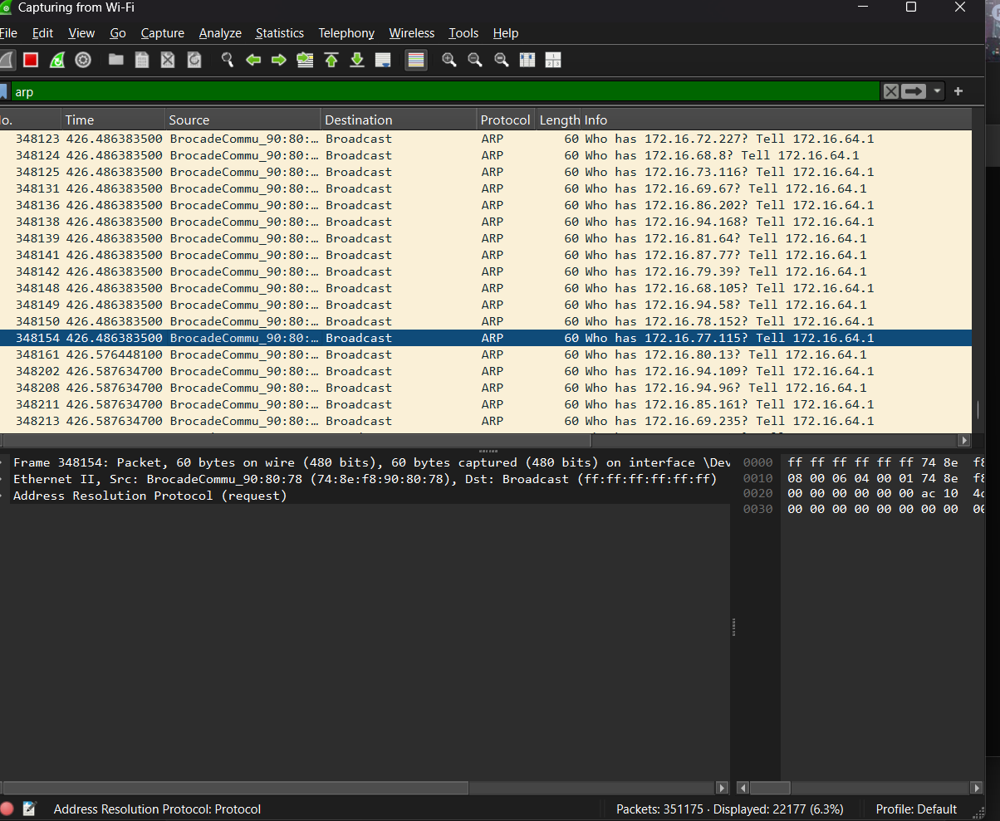 Capturing from Wi-Fi
File Edit View Go Capture Analyze Statistics Telephony Wireless Tools Help
arp
No. Time Source Destination Protocol Length Info
348123 426.486383500 BrocadeCommu_90:80:… Broadcast ARP 60 Who has 172.16.72.227? Tell 172.16.64.1
348124 426.486383500 BrocadeCommu_90:80:… Broadcast ARP 60 Who has 172.16.68.8? Tell 172.16.64.1
348125 426.486383500 BrocadeCommu_90:80:… Broadcast ARP 60 Who has 172.16.73.116? Tell 172.16.64.1
348131 426.486383500 BrocadeCommu_90:80:… Broadcast ARP 60 Who has 172.16.69.67? Tell 172.16.64.1
348136 426.486383500 BrocadeCommu_90:80:… Broadcast ARP 60 Who has 172.16.86.202? Tell 172.16.64.1
348138 426.486383500 BrocadeCommu_90:80:… Broadcast ARP 60 Who has 172.16.94.168? Tell 172.16.64.1
348139 426.486383500 BrocadeCommu_90:80:… Broadcast ARP 60 Who has 172.16.81.64? Tell 172.16.64.1
348141 426.486383500 BrocadeCommu_90:80:… Broadcast ARP 60 Who has 172.16.87.77? Tell 172.16.64.1
348142 426.486383500 BrocadeCommu_90:80:… Broadcast ARP 60 Who has 172.16.79.39? Tell 172.16.64.1
348148 426.486383500 BrocadeCommu_90:80:… Broadcast ARP 60 Who has 172.16.68.105? Tell 172.16.64.1
348149 426.486383500 BrocadeCommu_90:80:… Broadcast ARP 60 Who has 172.16.94.58? Tell 172.16.64.1
348150 426.486383500 BrocadeCommu_90:80:… Broadcast ARP 60 Who has 172.16.78.152? Tell 172.16.64.1
348154 426.486383500 BrocadeCommu_90:80:… Broadcast ARP 60 Who has 172.16.77.115? Tell 172.16.64.1
348161 426.576448100 BrocadeCommu_90:80:… Broadcast ARP 60 Who has 172.16.80.13? Tell 172.16.64.1
348202 426.587634700 BrocadeCommu_90:80:… Broadcast ARP 60 Who has 172.16.94.109? Tell 172.16.64.1
348208 426.587634700 BrocadeCommu_90:80:… Broadcast ARP 60 Who has 172.16.94.96? Tell 172.16.64.1
348211 426.587634700 BrocadeCommu_90:80:… Broadcast ARP 60 Who has 172.16.85.161? Tell 172.16.64.1
348213 426.587634700 BrocadeCommu_90:80:… Broadcast ARP 60 Who has 172.16.69.235? Tell 172.16.64.1
Frame 348154: Packet, 60 bytes on wire (480 bits), 60 bytes captured (480 bits) on interface \Dev
Ethernet II, Src: BrocadeCommu_90:80:78 (74:8e:f8:90:80:78), Dst: Broadcast (ff:ff:ff:ff:ff:ff)
Address Resolution Protocol (request)
0000 ff ff ff ff ff ff 74 8e f8
0010 08 00 06 04 00 01 74 8e f8
0020 00 00 00 00 00 00 ac 10 4d
0030 00 00 00 00 00 00 00 00 00
Address Resolution Protocol: Protocol
Packets: 351175 · Displayed: 22177 (6.3%)
Profile: Default